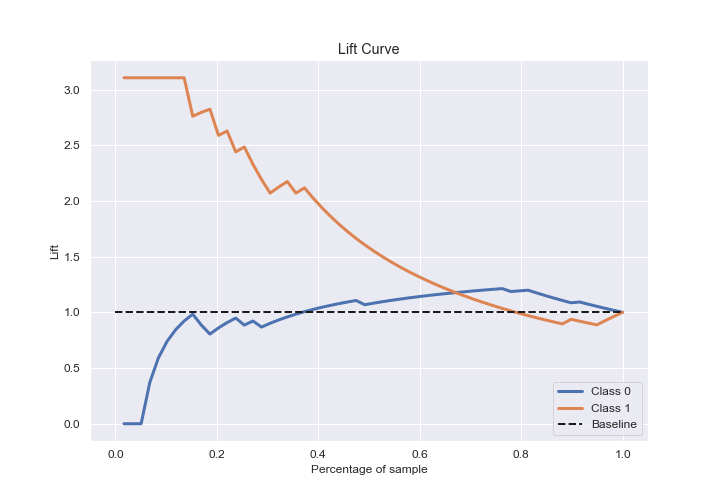 Lift Curve
3.0
2.5
2.0
1.5
1.0
0.5
0.0
Lift
0.0 0.2 0.4 0.6 0.8 1.0
Percentage of sample
Class 0
Class 1
Baseline